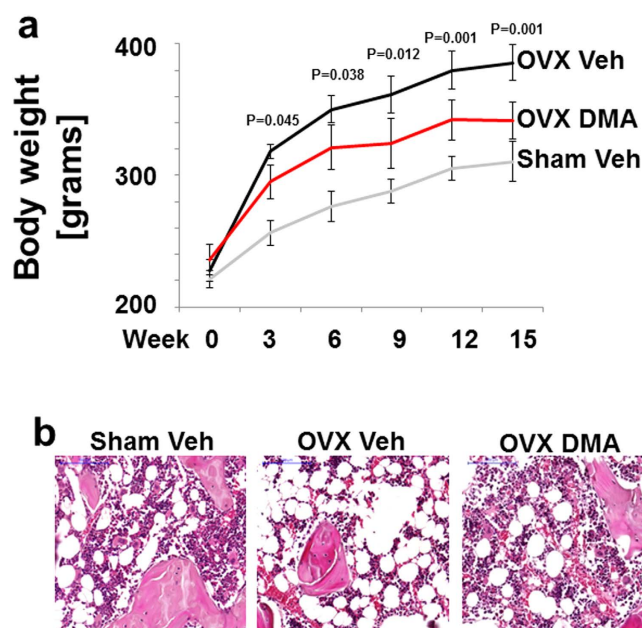 a
Body weight
[grams]
400
300
200
P=0.045
P=0.038
P=0.012
P=0.001
P=0.001
OVX Veh
OVX DMA
Sham Veh
Week 0 3 6 9 12 15
b
Sham Veh OVX Veh OVX DMA